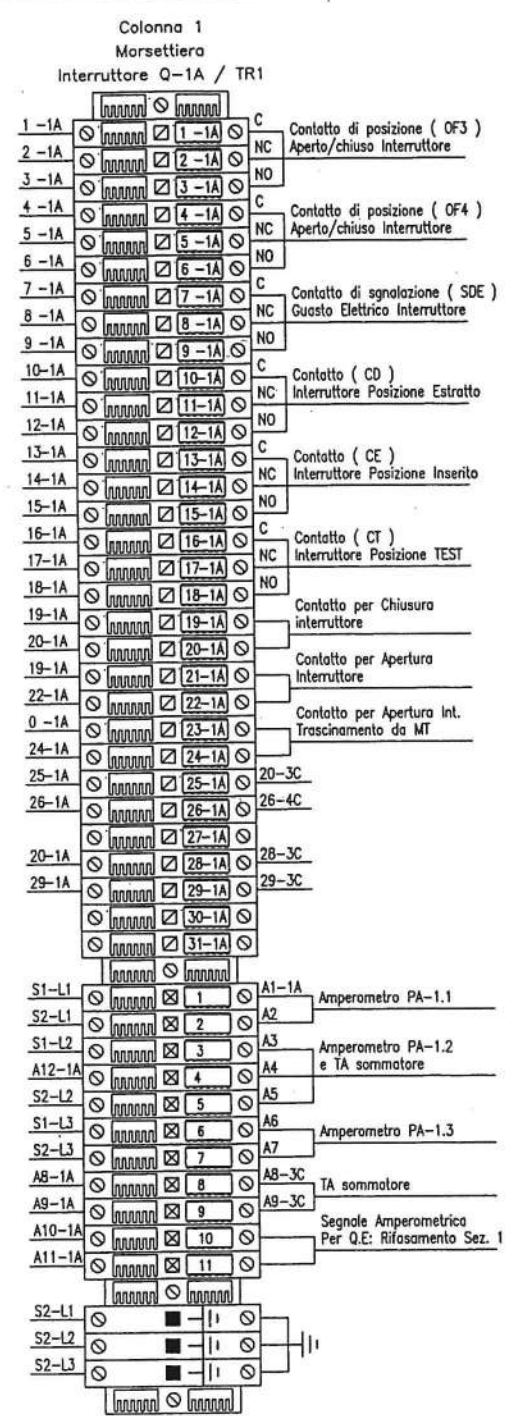 Colonna 1
Morsettiera
Interruttore Q-1A / TR1
1 -1A 1 -1A C
Contatto di posizione ( OF3 )
2 -1A 2 -1A NC Aperto/chiuso Interruttore
3 -1A 3 -1A NO
4 -1A 4 -1A C
Contatto di posizione ( OF4 )
5 -1A 5 -1A NC Aperto/chiuso Interruttore
6 -1A 6 -1A NO
7 -1A 7 -1A C
Contatto di sgnalazione ( SDE )
8 -1A 8 -1A NC Guasto Elettrico Interruttore
9 -1A 9 -1A NO
10-1A 10-1A C
Contatto ( CD )
11-1A 11-1A NC Interruttore Posizione Estratto
12-1A 12-1A NO
13-1A 13-1A C
Contatto ( CE )
14-1A 14-1A NC Interruttore Posizione Inserito
15-1A 15-1A NO
16-1A 16-1A C
Contatto ( CT )
17-1A 17-1A NC Interruttore Posizione TEST
18-1A 18-1A NO
Contatto per Chiusura
19-1A 19-1A interruttore
20-1A 20-1A
Contatto per Apertura
19-1A 21-1A Interruttore
22-1A 22-1A
Contatto per Apertura Int.
0 -1A 23-1A Trascinamento da MT
24-1A 24-1A
25-1A 25-1A 20-3C
26-1A 26-1A 26-4C
27-1A
20-1A 28-1A 28-3C
29-1A 29-1A 29-3C
30-1A
31-1A
S1-L1 1 A1-1A
Amperometro PA-1.1
S2-L1 2 A2
S1-L2 3 A3
Amperometro PA-1.2
A12-1A 4 A4 e TA sommatore
S2-L2 5 A5
S1-L3 6 A6
Amperometro PA-1.3
S2-L3 7 A7
A8-1A 8 A8-3C
TA sommatore
A9-1A 9 A9-3C
Segnale Amperometrica
A10-1A 10 Per Q.E: Rifasamento Sez. 1
A11-1A 11
S2-L1
S2-L2
S2-L3